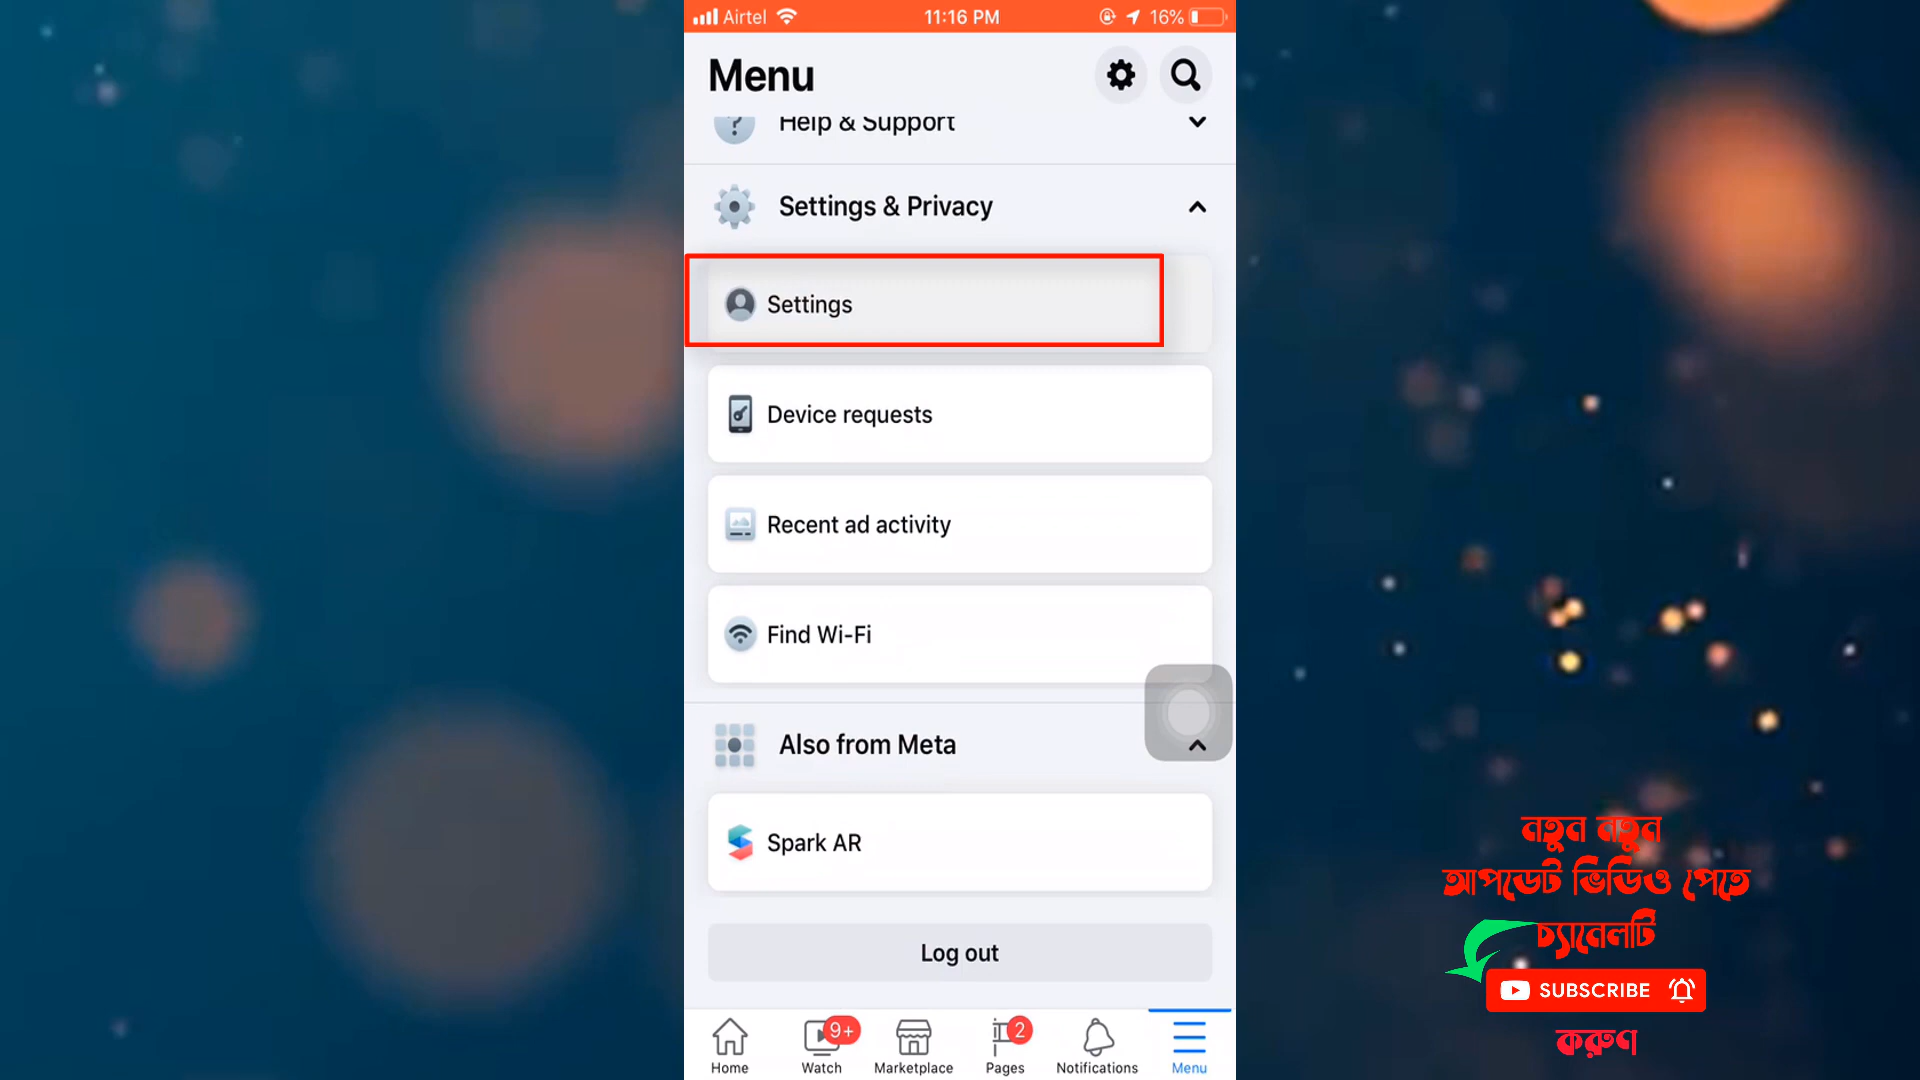 Airtel
11:16 PM
16%
Menu
Help & Support
Settings & Privacy
Settings
Device requests
Recent ad activity
Find Wi-Fi
Also from Meta
Spark AR
Log out
9+
2
Home
Watch
Marketplace
Pages
Notifications
Menu
নতুন নতুন
আপডেট ভিডিও পেতে
চ্যানেলটি
SUBSCRIBE
করুণ